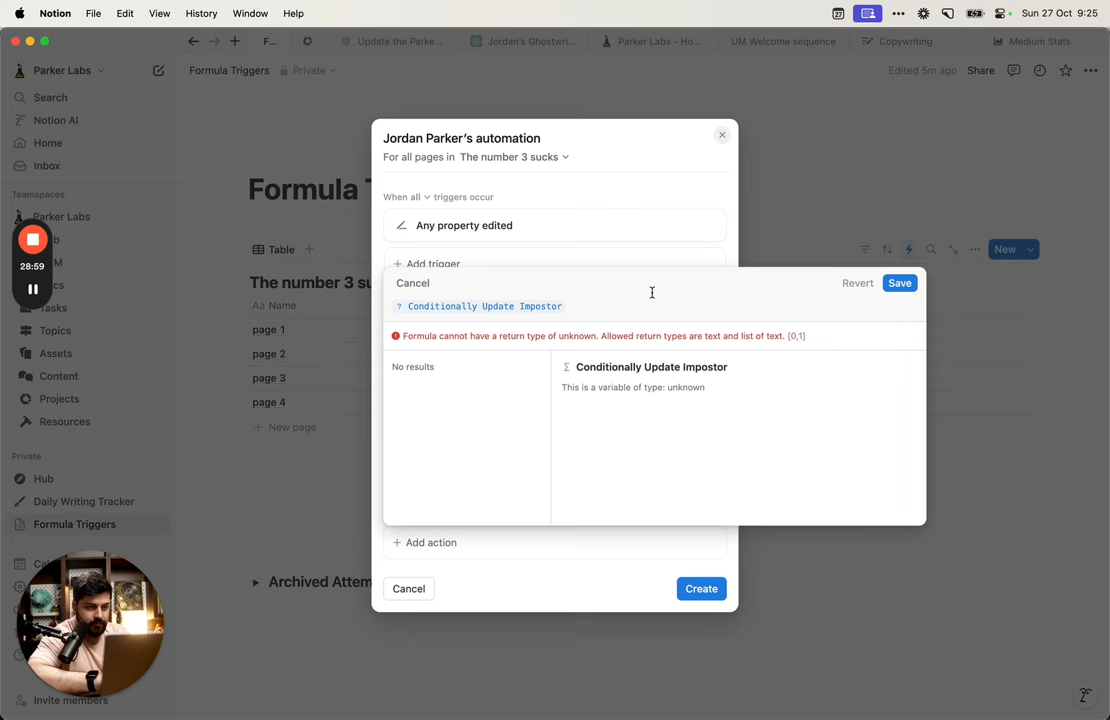 Notion File Edit View History Window Help
27
Sun 27 Oct 9:25
F...
Update the Parke...
Jordan's Ghostwri...
Parker Labs - Ho...
UM Welcome sequence
Copywriting
Medium Stats
Parker Labs
Formula Triggers Private
Edited 5m ago Share
Search
Notion AI
Home
Inbox
Teamspaces
Parker Labs
Tasks
Topics
Assets
Content
Projects
Resources
Private
Hub
Daily Writing Tracker
Formula Triggers
Invite members
28:59
Formula T
Table
New
The number 3 su
Aa Name
page 1
page 2
page 3
page 4
New page
Archived Attem
Jordan Parker's automation
For all pages in The number 3 sucks
When all triggers occur
Any property edited
Add trigger
Cancel Revert Save
? Conditionally Update Impostor
Formula cannot have a return type of unknown. Allowed return types are text and list of text. [0,1]
No results
Σ Conditionally Update Impostor
This is a variable of type: unknown
Add action
Cancel Create